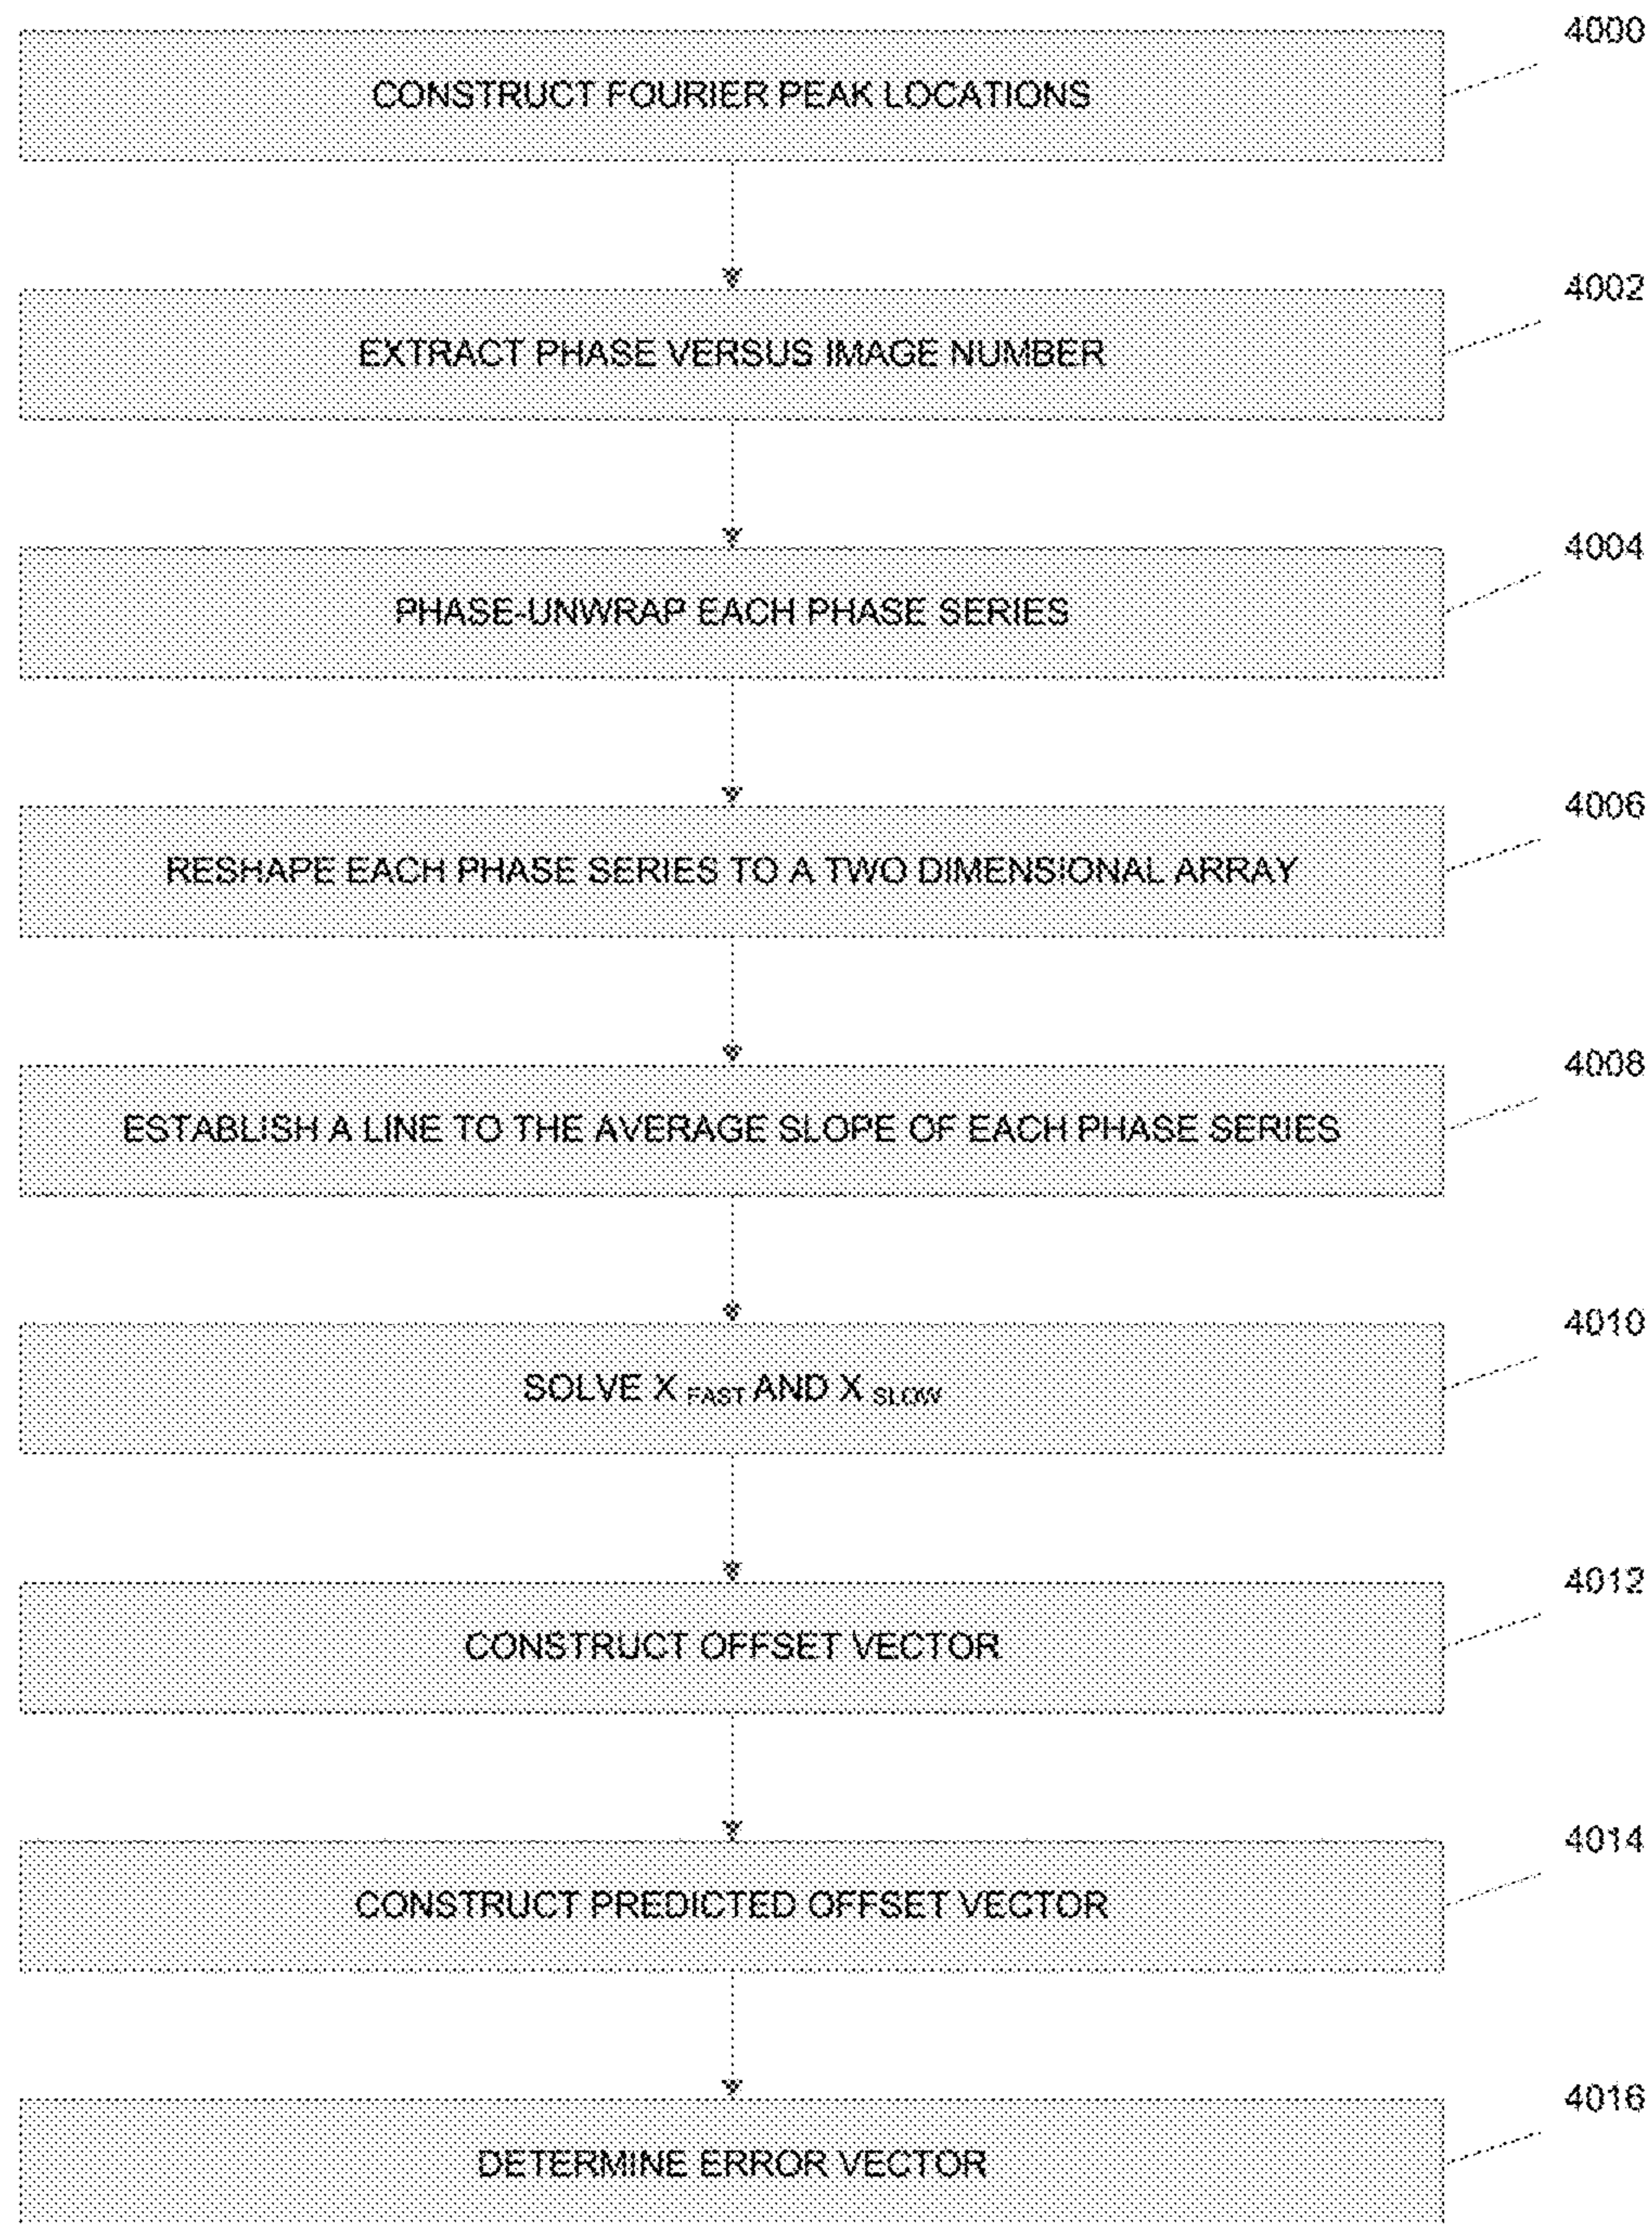 4000
CONSTRUCT FOURIER PEAK LOCATIONS
4002
EXTRACT PHASE VERSUS IMAGE NUMBER
4004
PHASE-UNWRAP EACH PHASE SERIES
4006
RESHAPE EACH PHASE SERIES TO A TWO DIMENSIONAL ARRAY
4008
ESTABLISH A LINE TO THE AVERAGE SLOPE OF EACH PHASE SERIES
4010
SOLVE X FAST AND X SLOW
4012
CONSTRUCT OFFSET VECTOR
4014
CONSTRUCT PREDICTED OFFSET VECTOR
4016
DETERMINE ERROR VECTOR